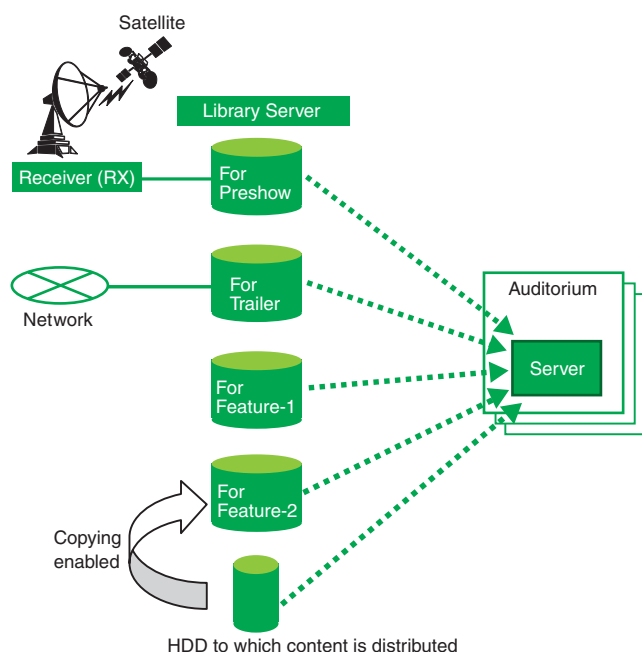 Satellite
Library Server
Receiver (RX)
For
Preshow
Network
For
Trailer
Auditorium
Server
For
Feature-1
For
Feature-2
Copying
enabled
HDD to which content is distributed